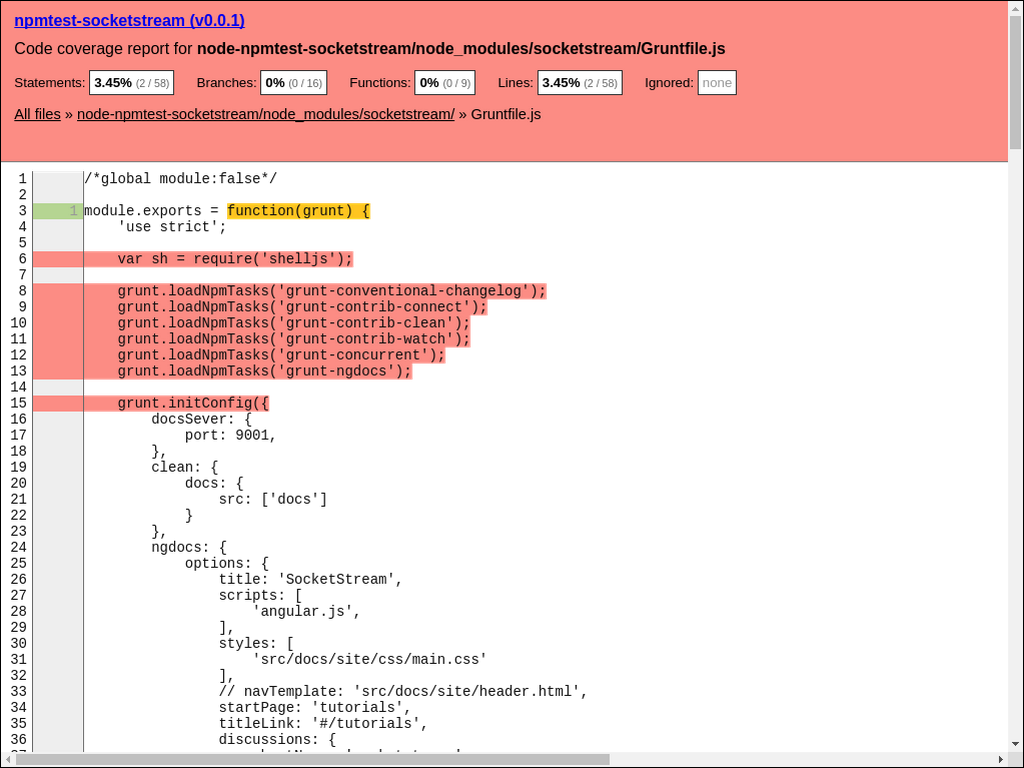 npmtest-socketstream (v0.0.1)
Code coverage report for node-npmtest-socketstream/node_modules/socketstream/Gruntfile.js
Statements: 3.45% (2 / 58) Branches: 0% (0 / 16) Functions: 0% (0 / 9) Lines: 3.45% (2 / 58) Ignored: none
All files » node-npmtest-socketstream/node_modules/socketstream/ » Gruntfile.js
1 /*global module:false*/
2
3 1 module.exports = function(grunt) {
4     'use strict';
5
6     var sh = require('shelljs');
7
8     grunt.loadNpmTasks('grunt-conventional-changelog');
9     grunt.loadNpmTasks('grunt-contrib-connect');
10     grunt.loadNpmTasks('grunt-contrib-clean');
11     grunt.loadNpmTasks('grunt-contrib-watch');
12     grunt.loadNpmTasks('grunt-concurrent');
13     grunt.loadNpmTasks('grunt-ngdocs');
14
15     grunt.initConfig({
16         docsSever: {
17             port: 9001,
18         },
19         clean: {
20             docs: {
21                 src: ['docs']
22             }
23         },
24         ngdocs: {
25             options: {
26                 title: 'SocketStream',
27                 scripts: [
28                     'angular.js',
29                 ],
30                 styles: [
31                     'src/docs/site/css/main.css'
32                 ],
33                 // navTemplate: 'src/docs/site/header.html',
34                 startPage: 'tutorials',
35                 titleLink: '#/tutorials',
36                 discussions: {